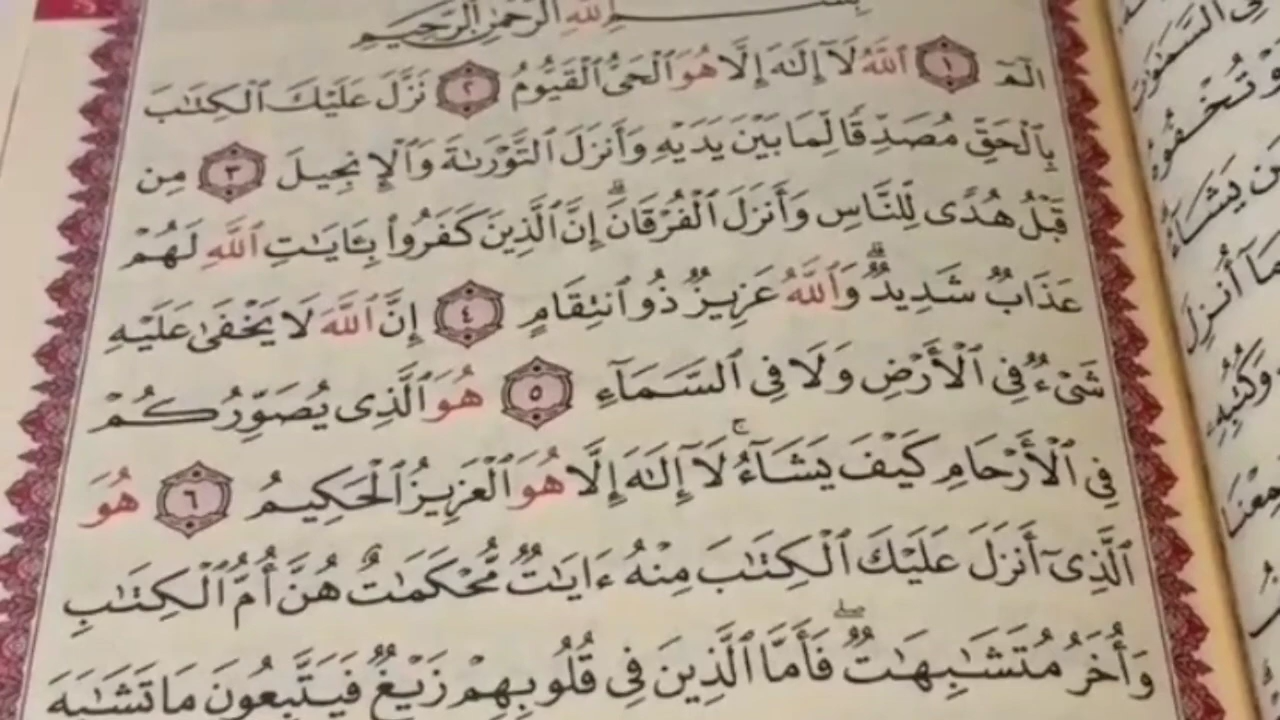 بِسْمِ ٱللَّهِ ٱلرَّحْمَٰنِ ٱلرَّحِيمِ
الٓمٓ ١ ٱللَّهُ لَآ إِلَٰهَ إِلَّا هُوَ ٱلْحَىُّ ٱلْقَيُّومُ ٢ نَزَّلَ عَلَيْكَ ٱلْكِتَٰبَ
بِٱلْحَقِّ مُصَدِّقًا لِّمَا بَيْنَ يَدَيْهِ وَأَنزَلَ ٱلتَّوْرَىٰةَ وَٱلْإِنجِيلَ ٣ مِن
قَبْلُ هُدًى لِّلنَّاسِ وَأَنزَلَ ٱلْفُرْقَانَ ۗ إِنَّ ٱلَّذِينَ كَفَرُوا۟ بِـَٔايَٰتِ ٱللَّهِ لَهُمْ
عَذَابٌ شَدِيدٌ ۗ وَٱللَّهُ عَزِيزٌ ذُو ٱنتِقَامٍ ٤ إِنَّ ٱللَّهَ لَا يَخْفَىٰ عَلَيْهِ
شَىْءٌ فِى ٱلْأَرْضِ وَلَا فِى ٱلسَّمَآءِ ٥ هُوَ ٱلَّذِى يُصَوِّرُكُمْ
فِى ٱلْأَرْحَامِ كَيْفَ يَشَآءُ ۚ لَآ إِلَٰهَ إِلَّا هُوَ ٱلْعَزِيزُ ٱلْحَكِيمُ ٦ هُوَ
ٱلَّذِىٓ أَنزَلَ عَلَيْكَ ٱلْكِتَٰبَ مِنْهُ ءَايَٰتٌ مُّحْكَمَٰتٌ هُنَّ أُمُّ ٱلْكِتَٰبِ
وَأُخَرُ مُتَشَٰبِهَٰتٌ ۖ فَأَمَّا ٱلَّذِينَ فِى قُلُوبِهِمْ زَيْغٌ فَيَتَّبِعُونَ مَا تَشَٰبَهَ